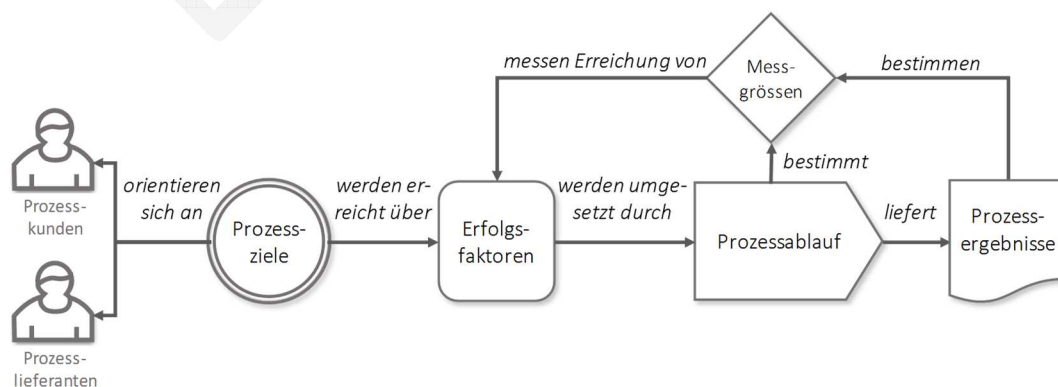 messen Erreichung von
Mess-
grössen
bestimmen
bestimmt
Prozess-
kunden
orientieren
sich an
Prozess-
ziele
werden er-
reicht über
Erfolgs-
faktoren
werden umge-
setzt durch
Prozessablauf
liefert
Prozess-
ergebnisse
Prozess-
lieferanten